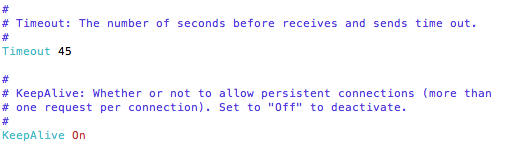 #
# Timeout: The number of seconds before receives and sends time out.
#
Timeout 45
#
# KeepAlive: Whether or not to allow persistent connections (more than
# one request per connection). Set to "Off" to deactivate.
#
KeepAlive On